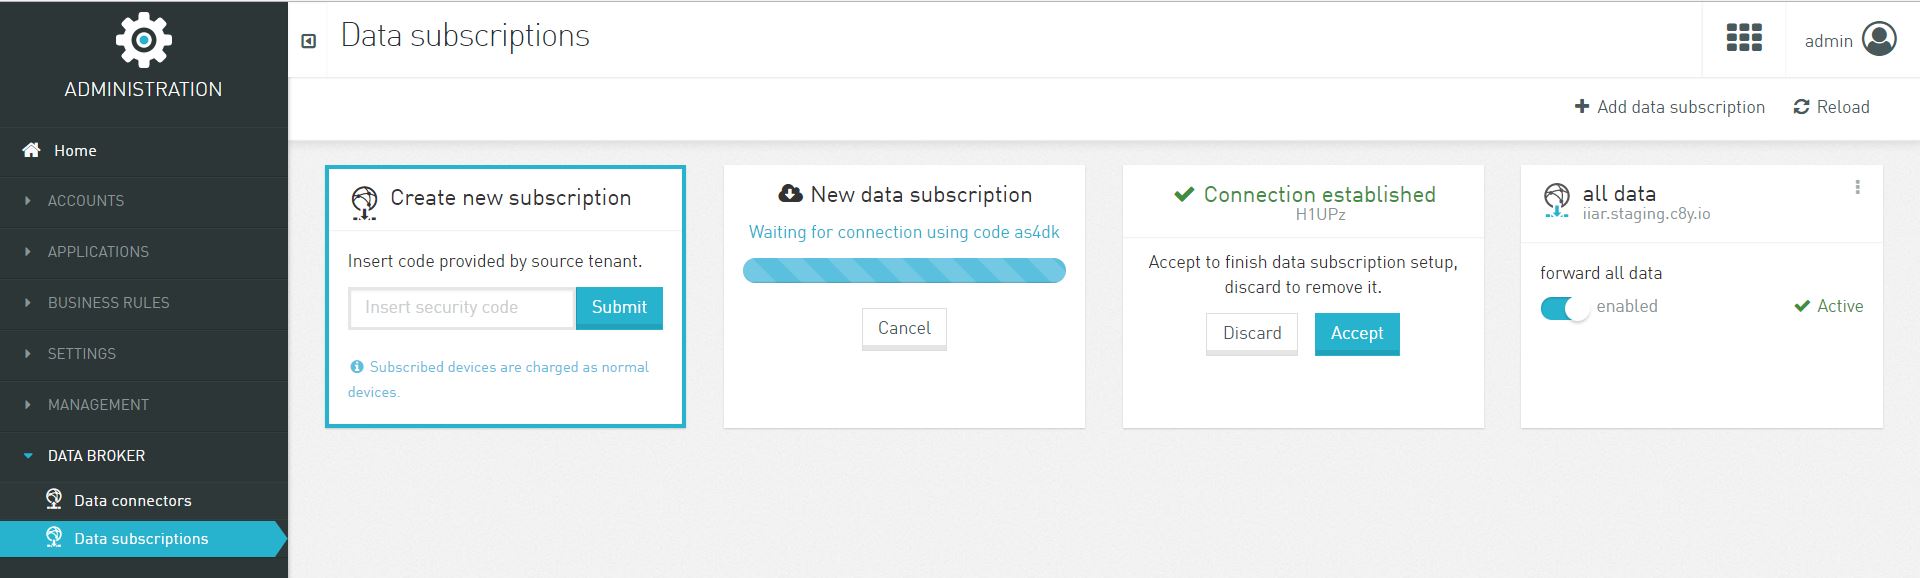 ADMINISTRATION
Home
ACCOUNTS
APPLICATIONS
BUSINESS RULES
SETTINGS
MANAGEMENT
DATA BROKER
Data connectors
Data subscriptions
Data subscriptions
admin
Add data subscription
Reload
Create new subscription
Insert code provided by source tenant.
Insert security code
Submit
Subscribed devices are charged as normal
devices.
New data subscription
Waiting for connection using code as4dk
Cancel
Connection established
H1UPz
Accept to finish data subscription setup,
discard to remove it.
Discard
Accept
all data
iiar.staging.c8y.io
forward all data
enabled
Active